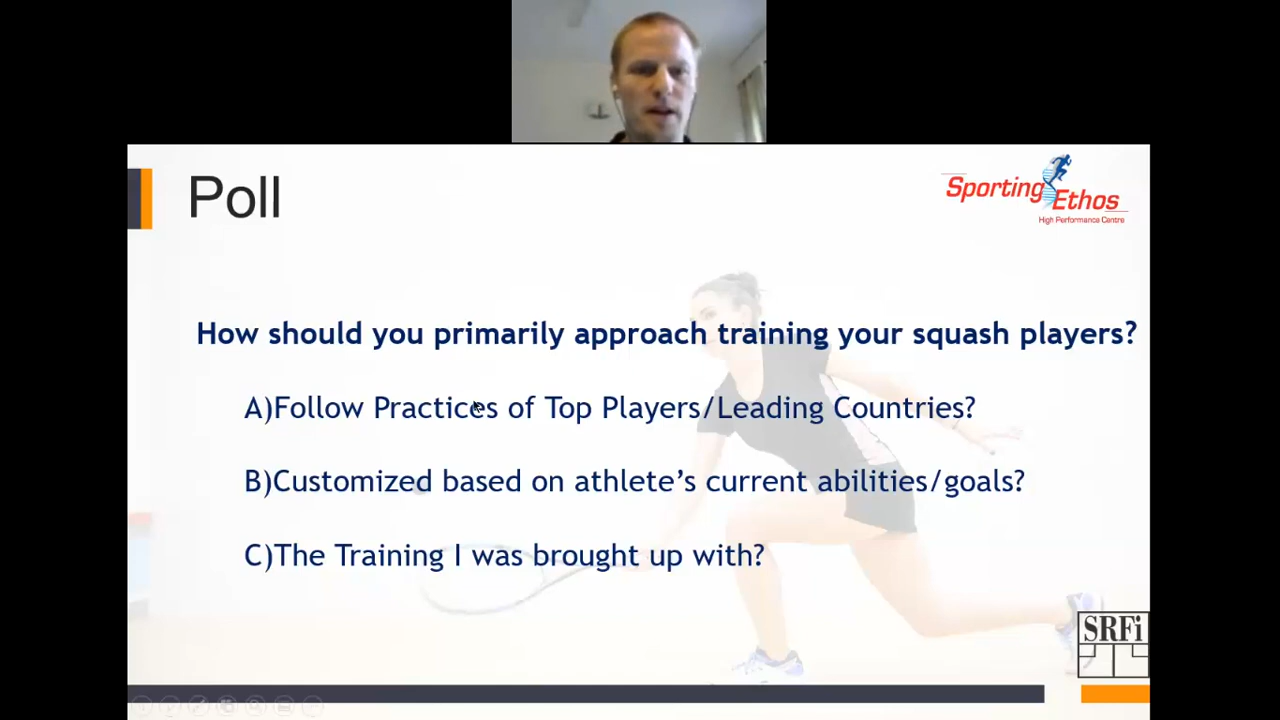 Poll
Sporting
Ethos
High Performance Centre
How should you primarily approach training your squash players?
A)Follow Practices of Top Players/Leading Countries?
B)Customized based on athlete's current abilities/goals?
C)The Training I was brought up with?
SRFi